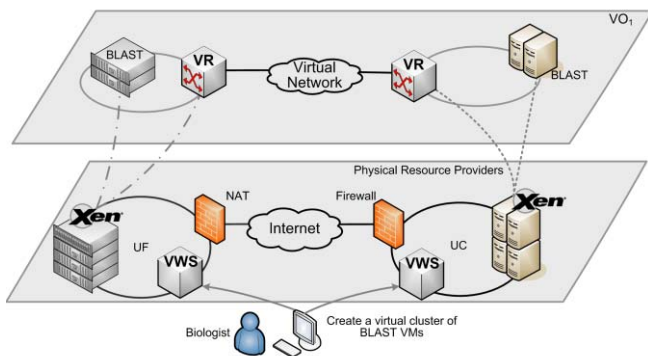 VO1
BLAST
VR
Virtual
Network
VR
BLAST
Physical Resource Providers
Xen
NAT
Firewall
Xen
UF
Internet
UC
VWS
VWS
Biologist
Create a virtual cluster of
BLAST VMs